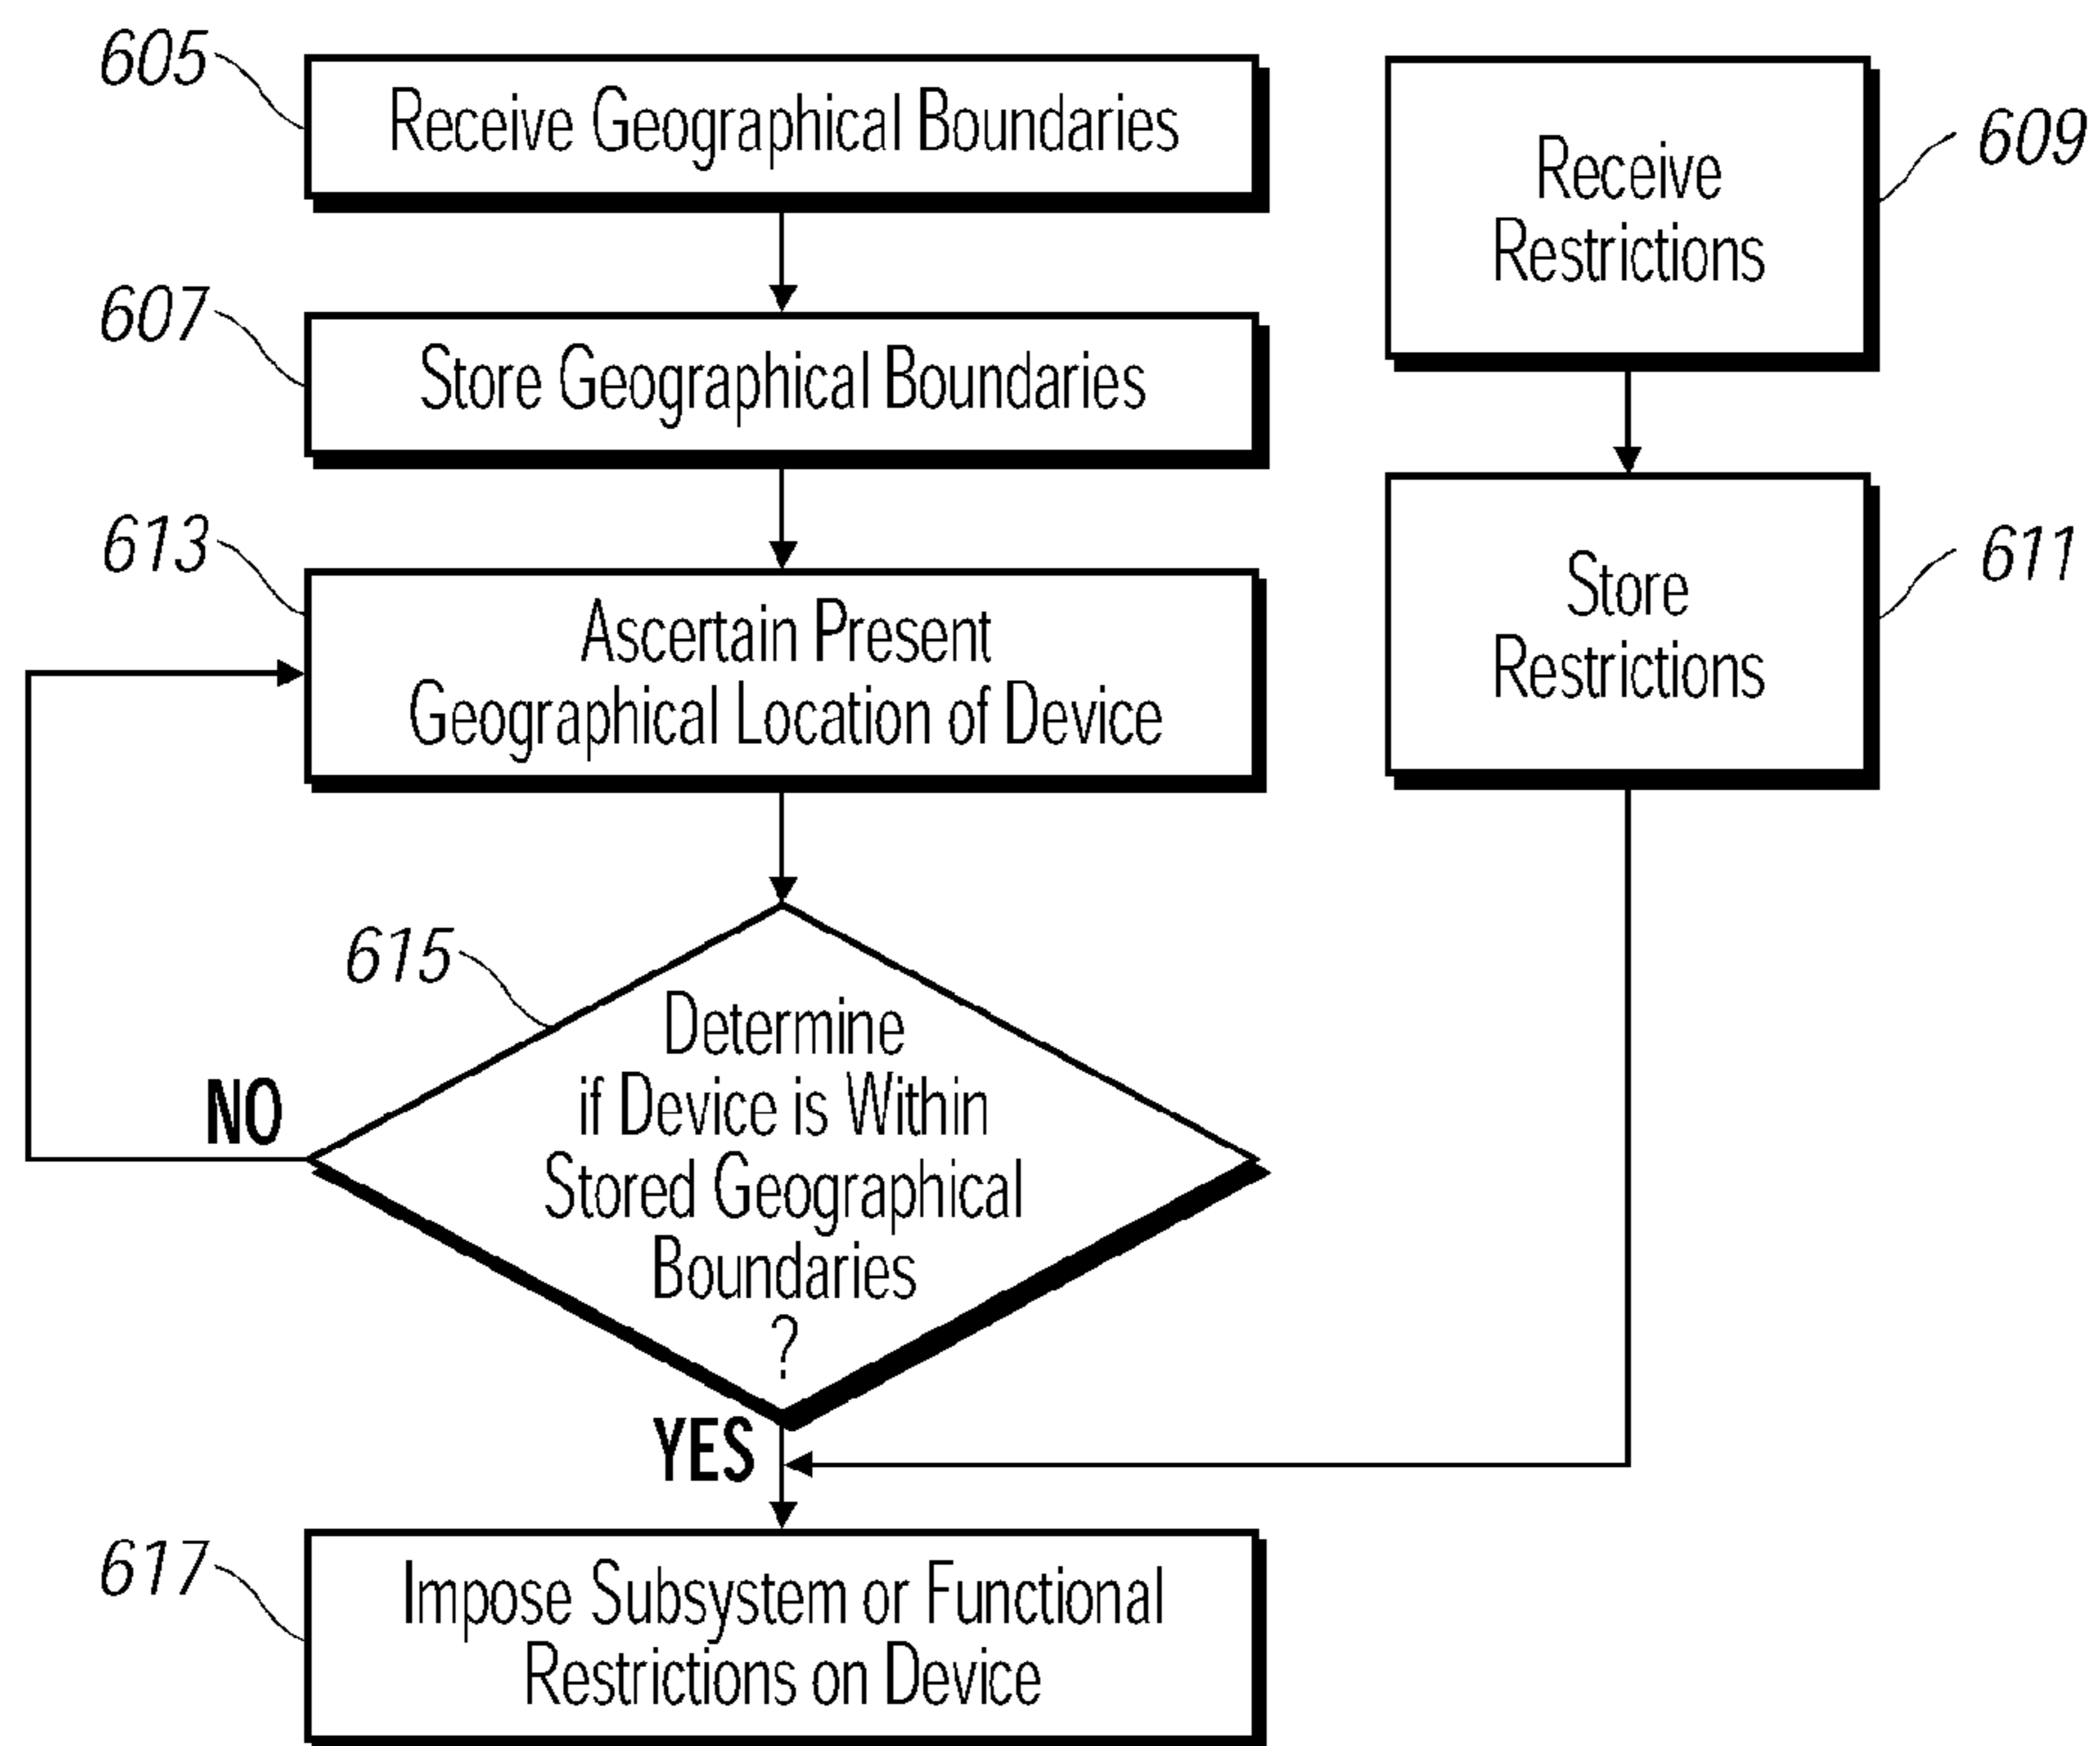 605
Receive Geographical Boundaries
607
Store Geographical Boundaries
613
Ascertain Present
Geographical Location of Device
615
Determine
if Device is Within
Stored Geographical
Boundaries
?
NO
YES
617
Impose Subsystem or Functional
Restrictions on Device
609
Receive
Restrictions
611
Store
Restrictions